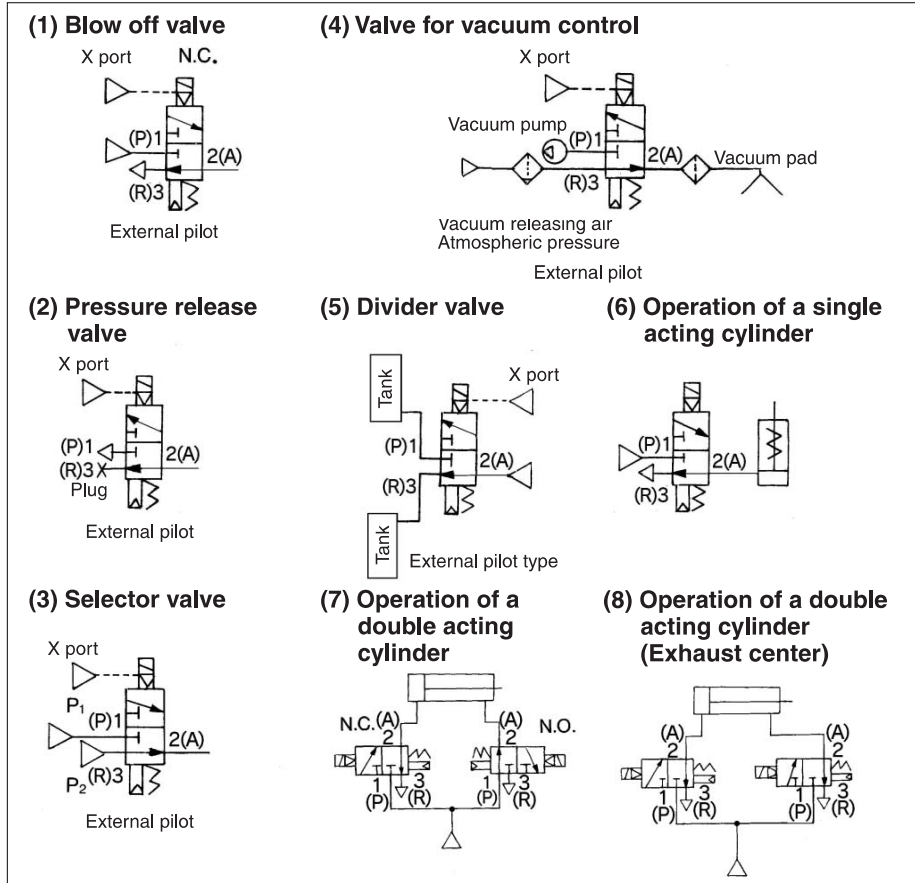 (1) Blow off valve
X port
N.C.
(P)1
2(A)
(R)3
External pilot
(4) Valve for vacuum control
X port
Vacuum pump
(P)1
2(A)
Vacuum pad
(R)3
Vacuum releasing air
Atmospheric pressure
External pilot
(2) Pressure release
valve
X port
(P)1
(R)3
2(A)
Plug
External pilot
(5) Divider valve
Tank
X port
(P)1
2(A)
(R)3
Tank
External pilot type
(6) Operation of a single
acting cylinder
(P)1
2(A)
(R)3
(3) Selector valve
X port
P1
(P)1
2(A)
P2
(R)3
External pilot
(7) Operation of a
double acting
cylinder
N.C.
(A)
2
(A)
2
N.O.
1
(P)
3
(R)
1
(P)
3
(R)
(8) Operation of a double
acting cylinder
(Exhaust center)
(A)
2
(A)
2
1
(P)
3
(R)
1
(P)
3
(R)